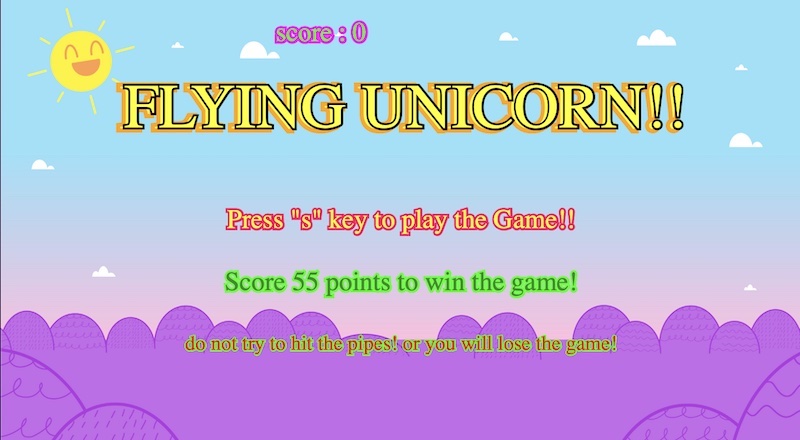 score : 0
FLYING UNICORN!!
Press "s" key to play the Game!!
Score 55 points to win the game!
do not try to hit the pipes! or you will lose the game!